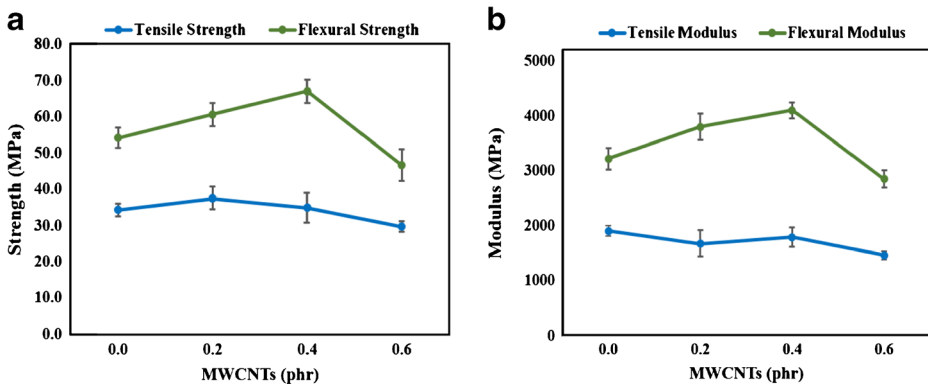 a
Tensile Strength Flexural Strength
80.0
70.0
60.0
50.0
40.0
30.0
20.0
10.0
0.0
Strength (MPa)
0.0 0.2 0.4 0.6
MWCNTs (phr)
b
Tensile Modulus Flexural Modulus
5000
4000
3000
2000
1000
0
Modulus (MPa)
0.0 0.2 0.4 0.6
MWCNTs (phr)